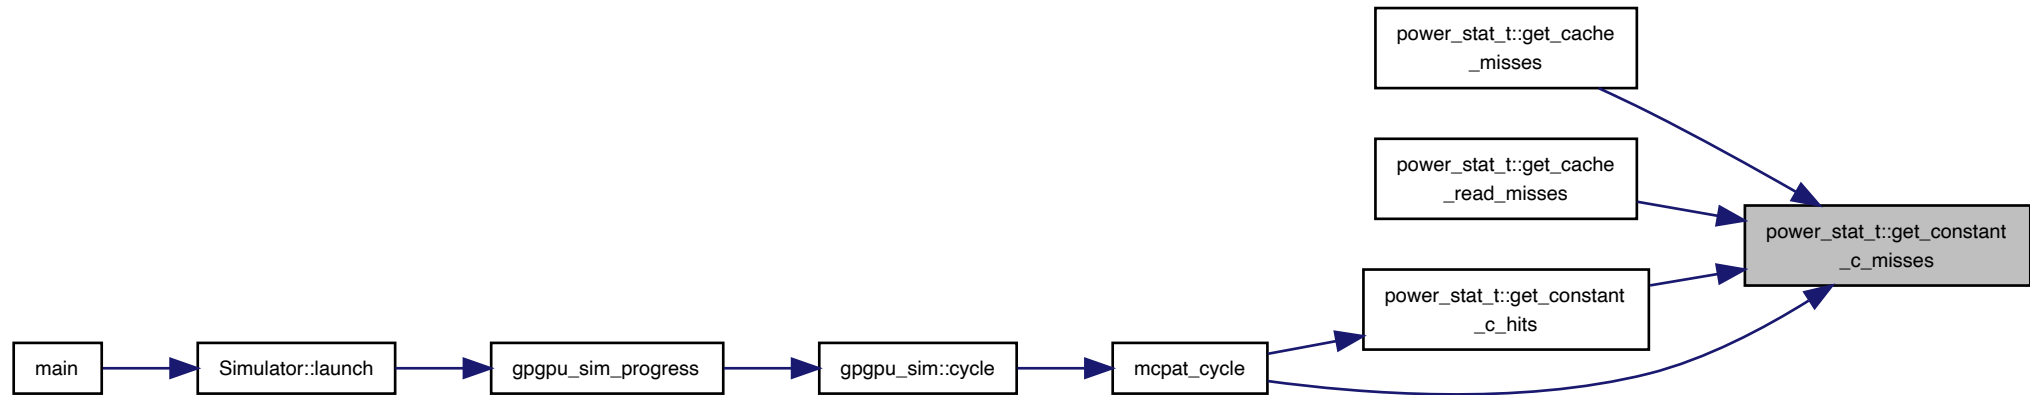 power_stat_t::get_cache
_misses
power_stat_t::get_cache
_read_misses
power_stat_t::get_constant
_c_misses
power_stat_t::get_constant
_c_hits
main
Simulator::launch
gpgpu_sim_progress
gpgpu_sim::cycle
mcpat_cycle